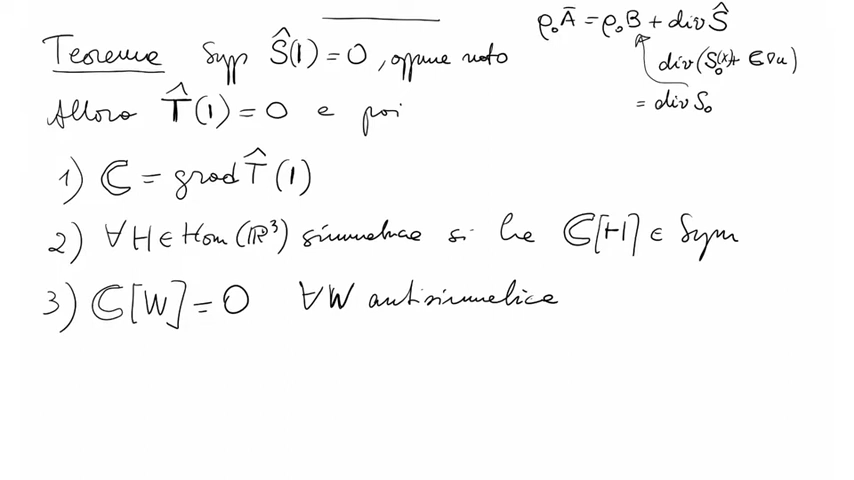 Teorema Supp Ŝ(1) = 0, oppure noto
Allora T̂(1) = 0 e poi
1) ℂ = grad T̂(1)
2) ∀H ∈ Hom(ℝ³) simmetrica si ha ℂ[H] ∈ Sym
3) ℂ[W] = 0 ∀W antisimmetrica
ρ₀Ā = ρ₀B + div Ŝ
div(S₀(x) + ℂ∇u)
= div S₀